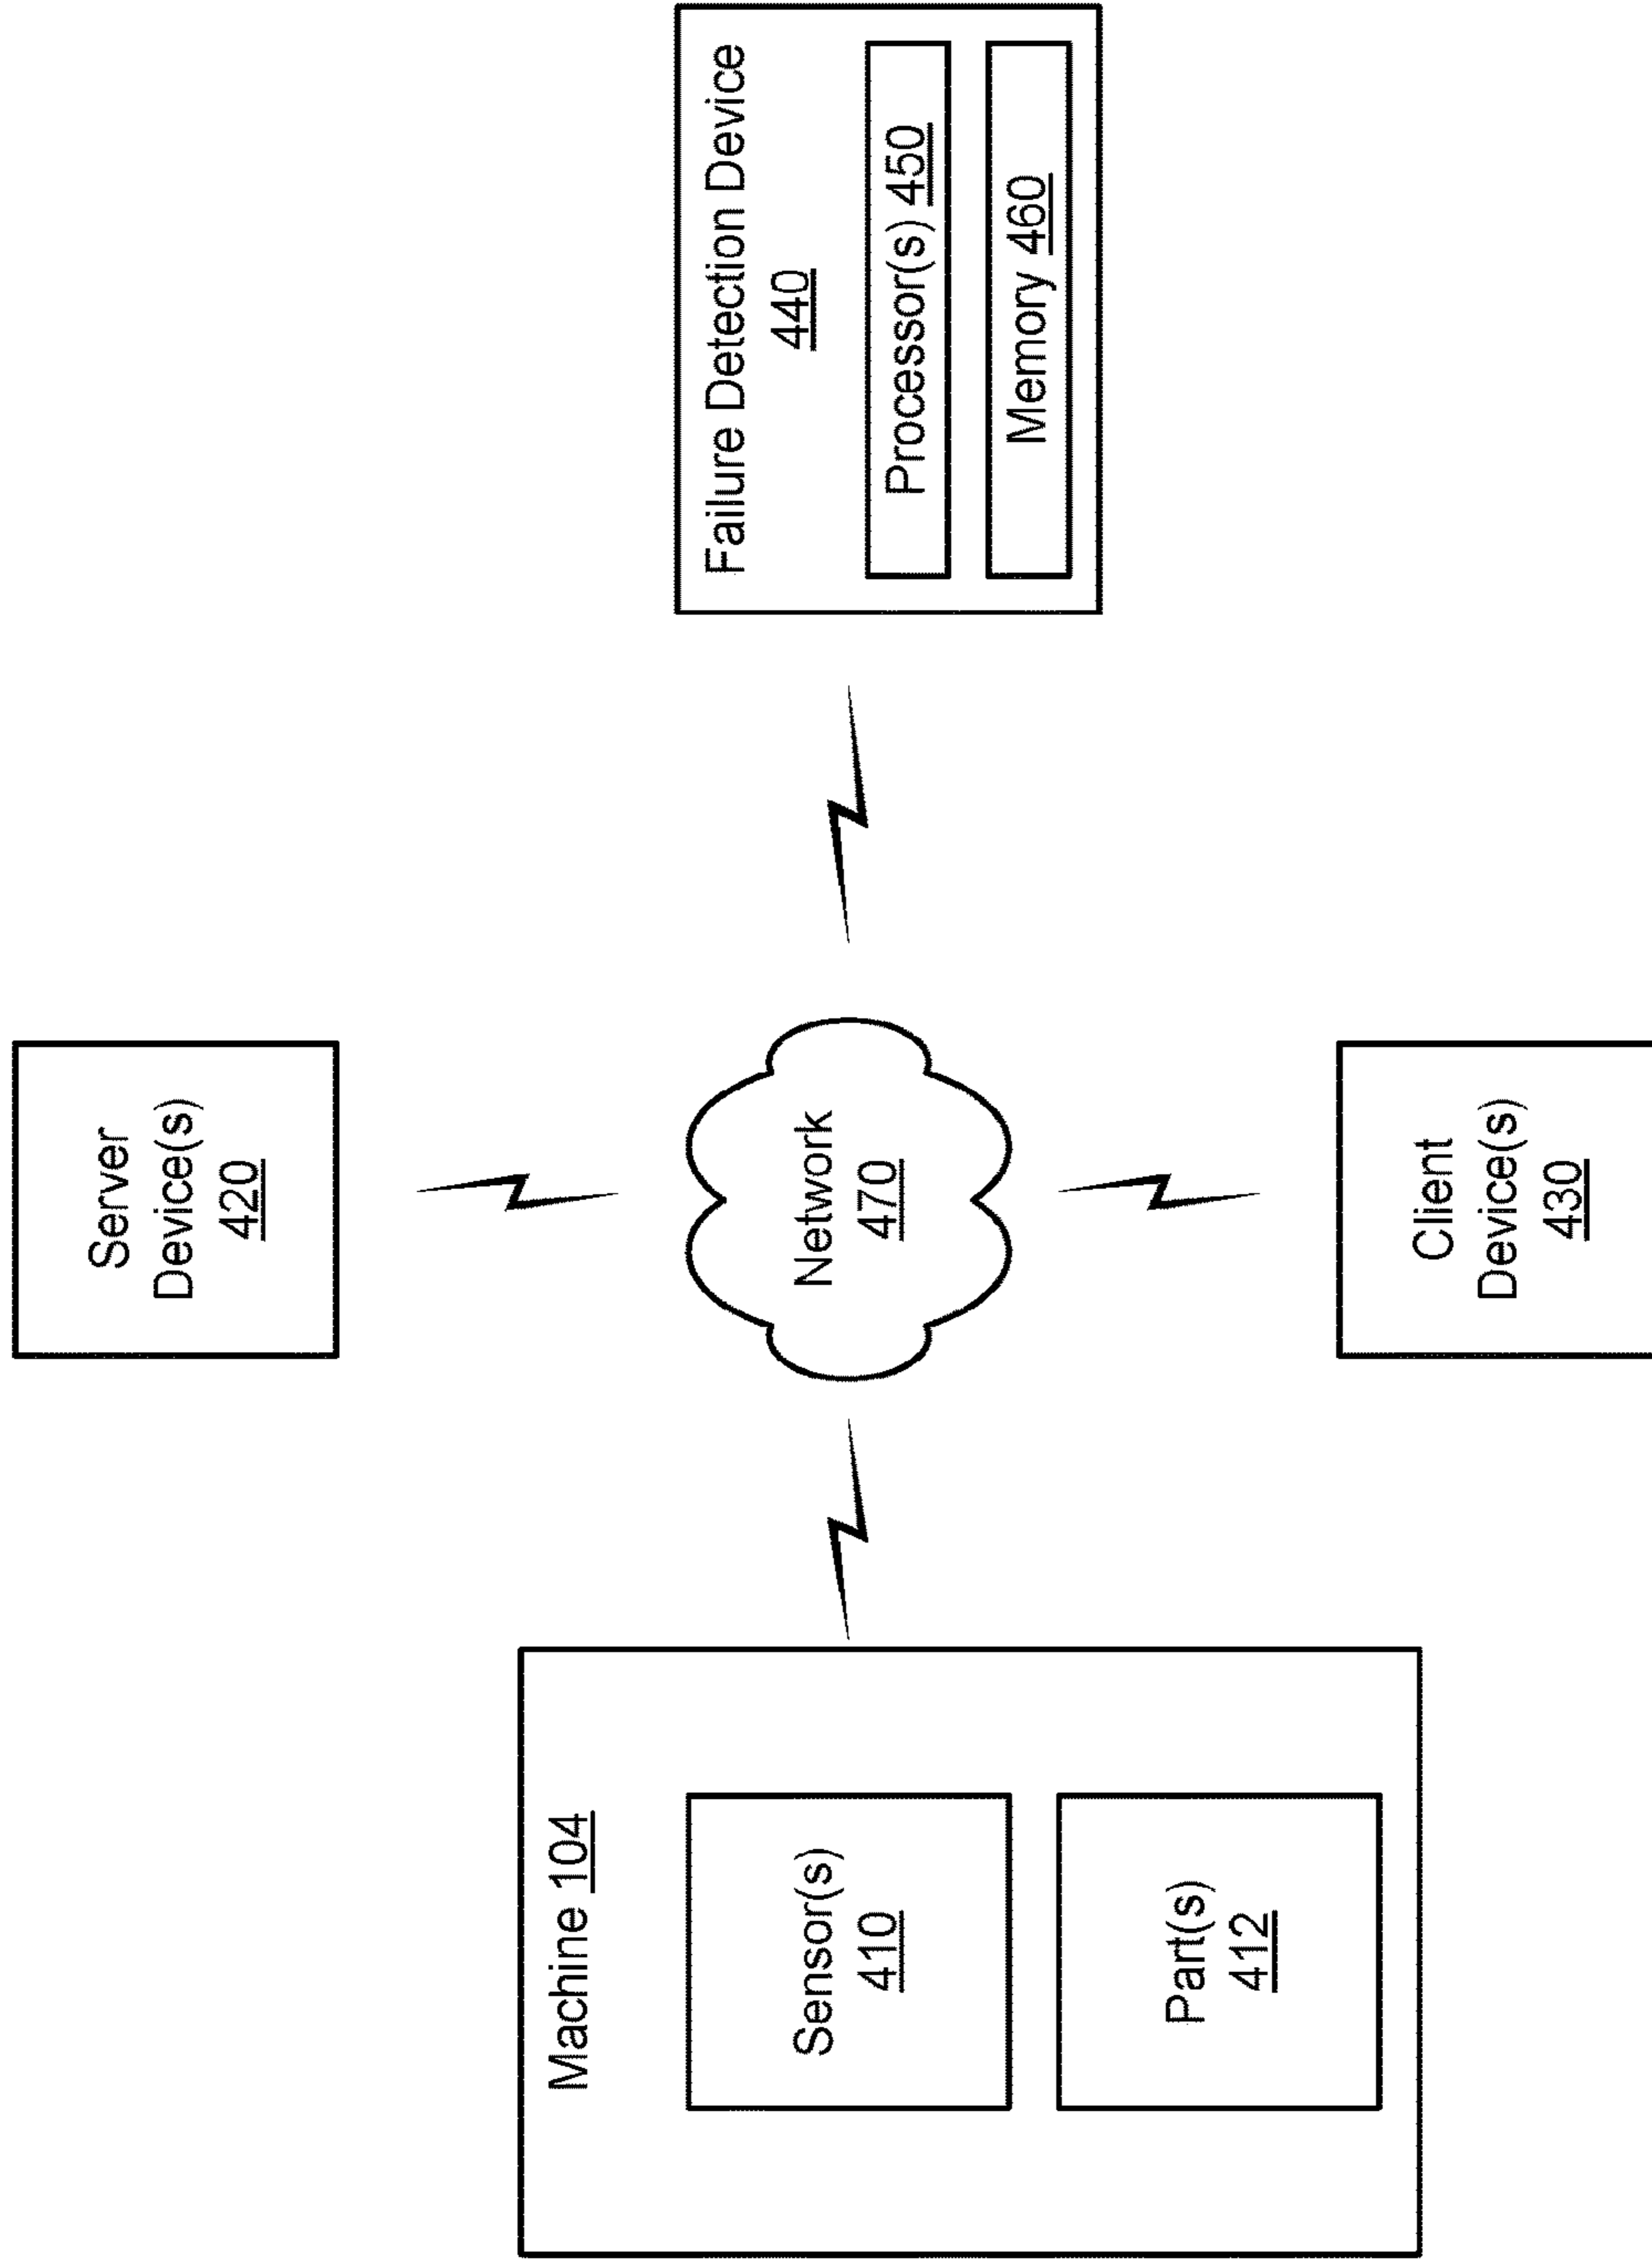 Machine 104
Sensor(s)
410
Part(s)
412
Server
Device(s)
420
Network
470
Client
Device(s)
430
Failure Detection Device
440
Processor(s) 450
Memory 460